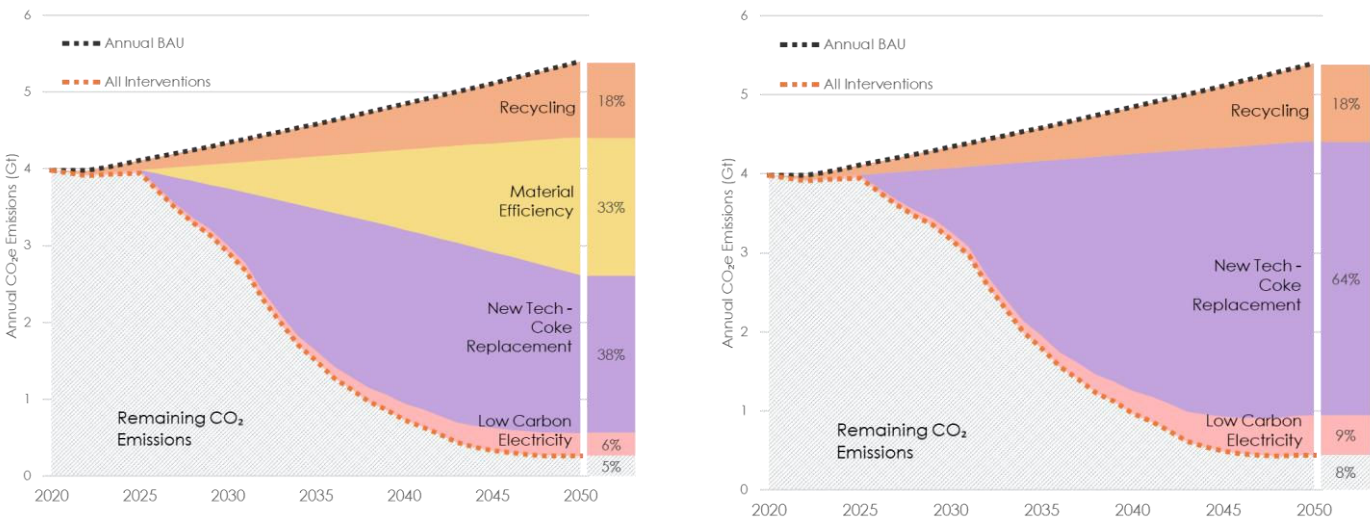 6
Annual BAU
All Interventions
5
4
3
2
1
0
Annual CO₂e Emissions (Gt)
Recycling
18%
Material
Efficiency
33%
New Tech -
Coke
Replacement
38%
Low Carbon
Electricity
6%
5%
Remaining CO₂
Emissions
2020 2025 2030 2035 2040 2045 2050
6
Annual BAU
All Interventions
5
4
3
2
1
0
Annual CO₂e Emissions (Gt)
Recycling
18%
New Tech -
Coke
Replacement
64%
Low Carbon
Electricity
9%
8%
Remaining CO₂
Emissions
2020 2025 2030 2035 2040 2045 2050